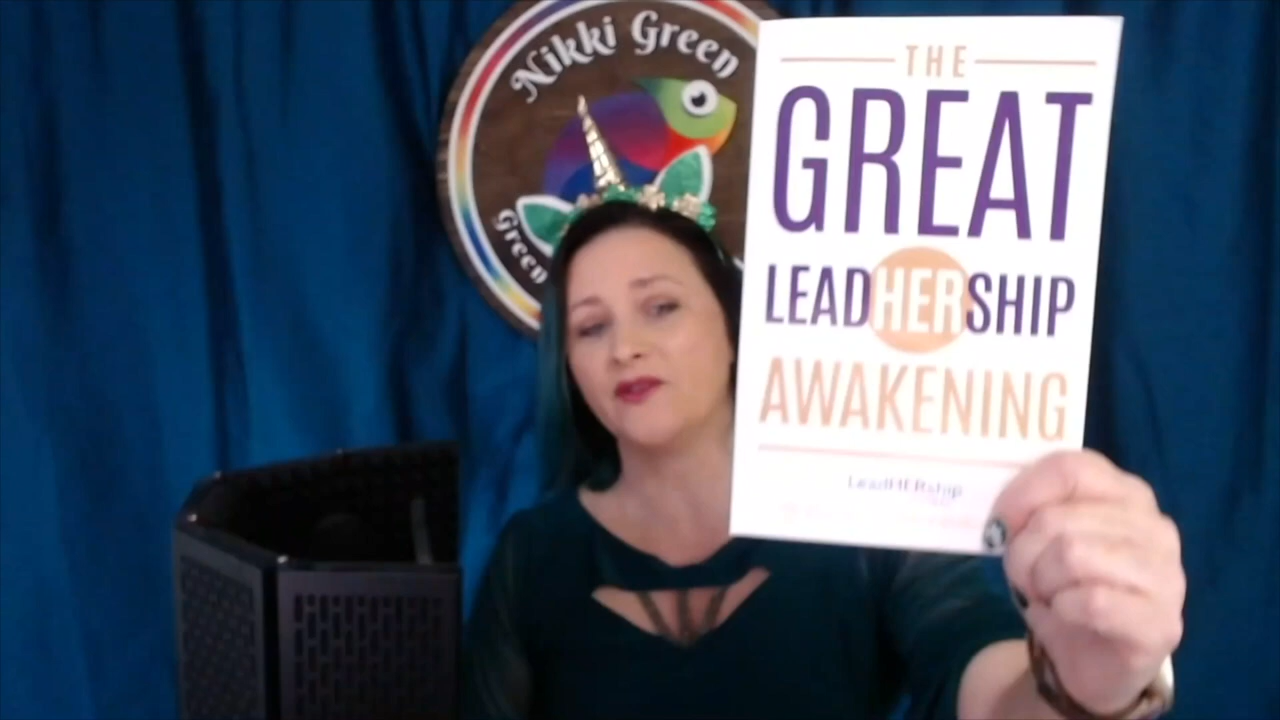 Nikki Green
Green
THE
GREAT
LEADHERSHIP
AWAKENING
LeadHERship